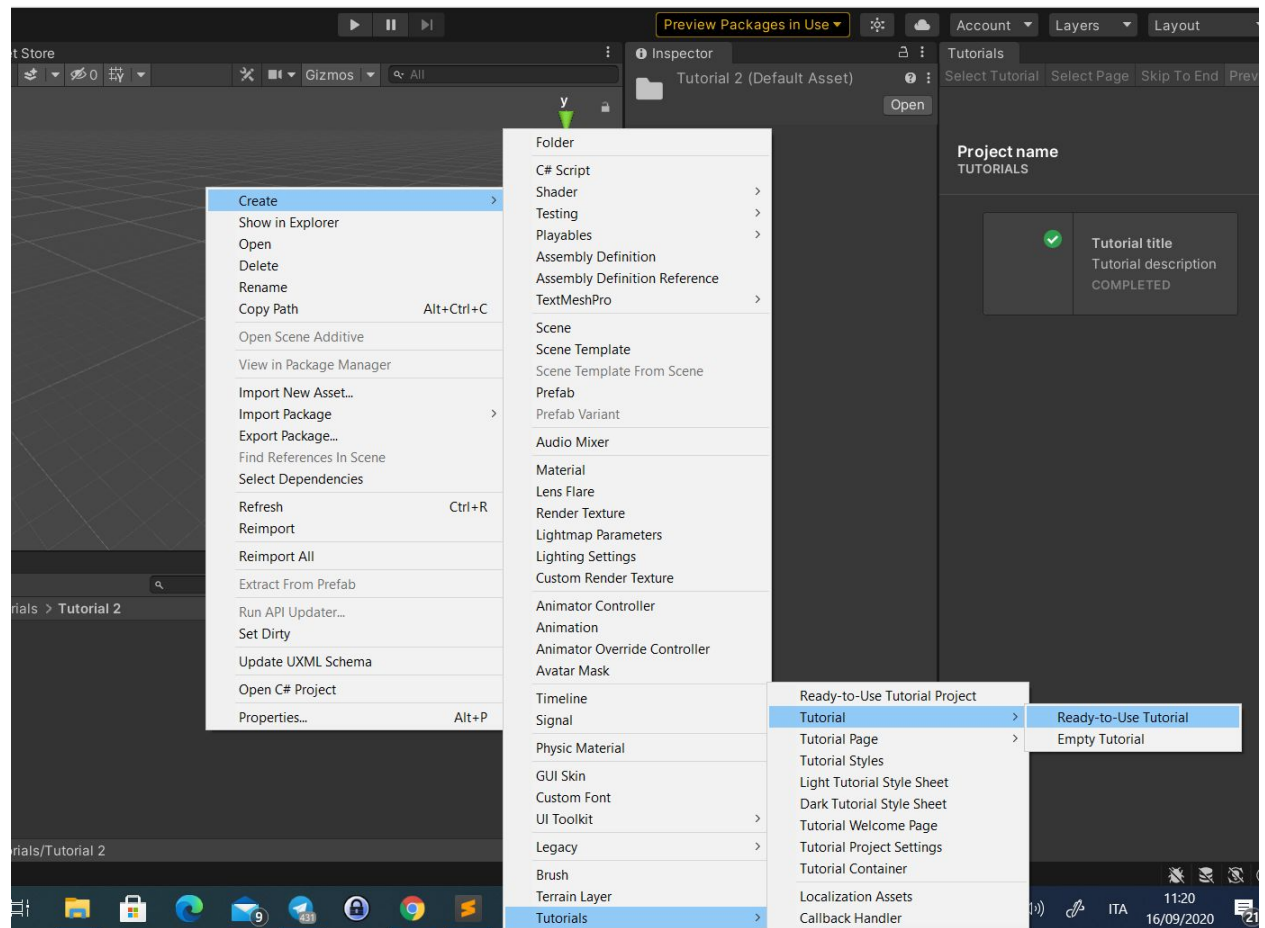 Preview Packages in Use
Account
Layers
Layout
et Store
Inspector
Tutorials
0
Gizmos
All
Tutorial 2 (Default Asset)
Open
Select Tutorial
Select Page
Skip To End
Prev
y
Project name
TUTORIALS
Tutorial title
Tutorial description
COMPLETED
Create
Show in Explorer
Open
Delete
Rename
Copy Path Alt+Ctrl+C
Open Scene Additive
View in Package Manager
Import New Asset...
Import Package
Export Package...
Find References In Scene
Select Dependencies
Refresh Ctrl+R
Reimport
Reimport All
Extract From Prefab
Run API Updater...
Set Dirty
Update UXML Schema
Open C# Project
Properties... Alt+P
Folder
C# Script
Shader
Testing
Playables
Assembly Definition
Assembly Definition Reference
TextMeshPro
Scene
Scene Template
Scene Template From Scene
Prefab
Prefab Variant
Audio Mixer
Material
Lens Flare
Render Texture
Lightmap Parameters
Lighting Settings
Custom Render Texture
Animator Controller
Animation
Animator Override Controller
Avatar Mask
Timeline
Signal
Physic Material
GUI Skin
Custom Font
UI Toolkit
Legacy
Brush
Terrain Layer
Tutorials
Ready-to-Use Tutorial Project
Tutorial
Tutorial Page
Tutorial Styles
Light Tutorial Style Sheet
Dark Tutorial Style Sheet
Tutorial Welcome Page
Tutorial Project Settings
Tutorial Container
Localization Assets
Callback Handler
Ready-to-Use Tutorial
Empty Tutorial
rials > Tutorial 2
rials/Tutorial 2
9
431
ITA
11:20
16/09/2020
21